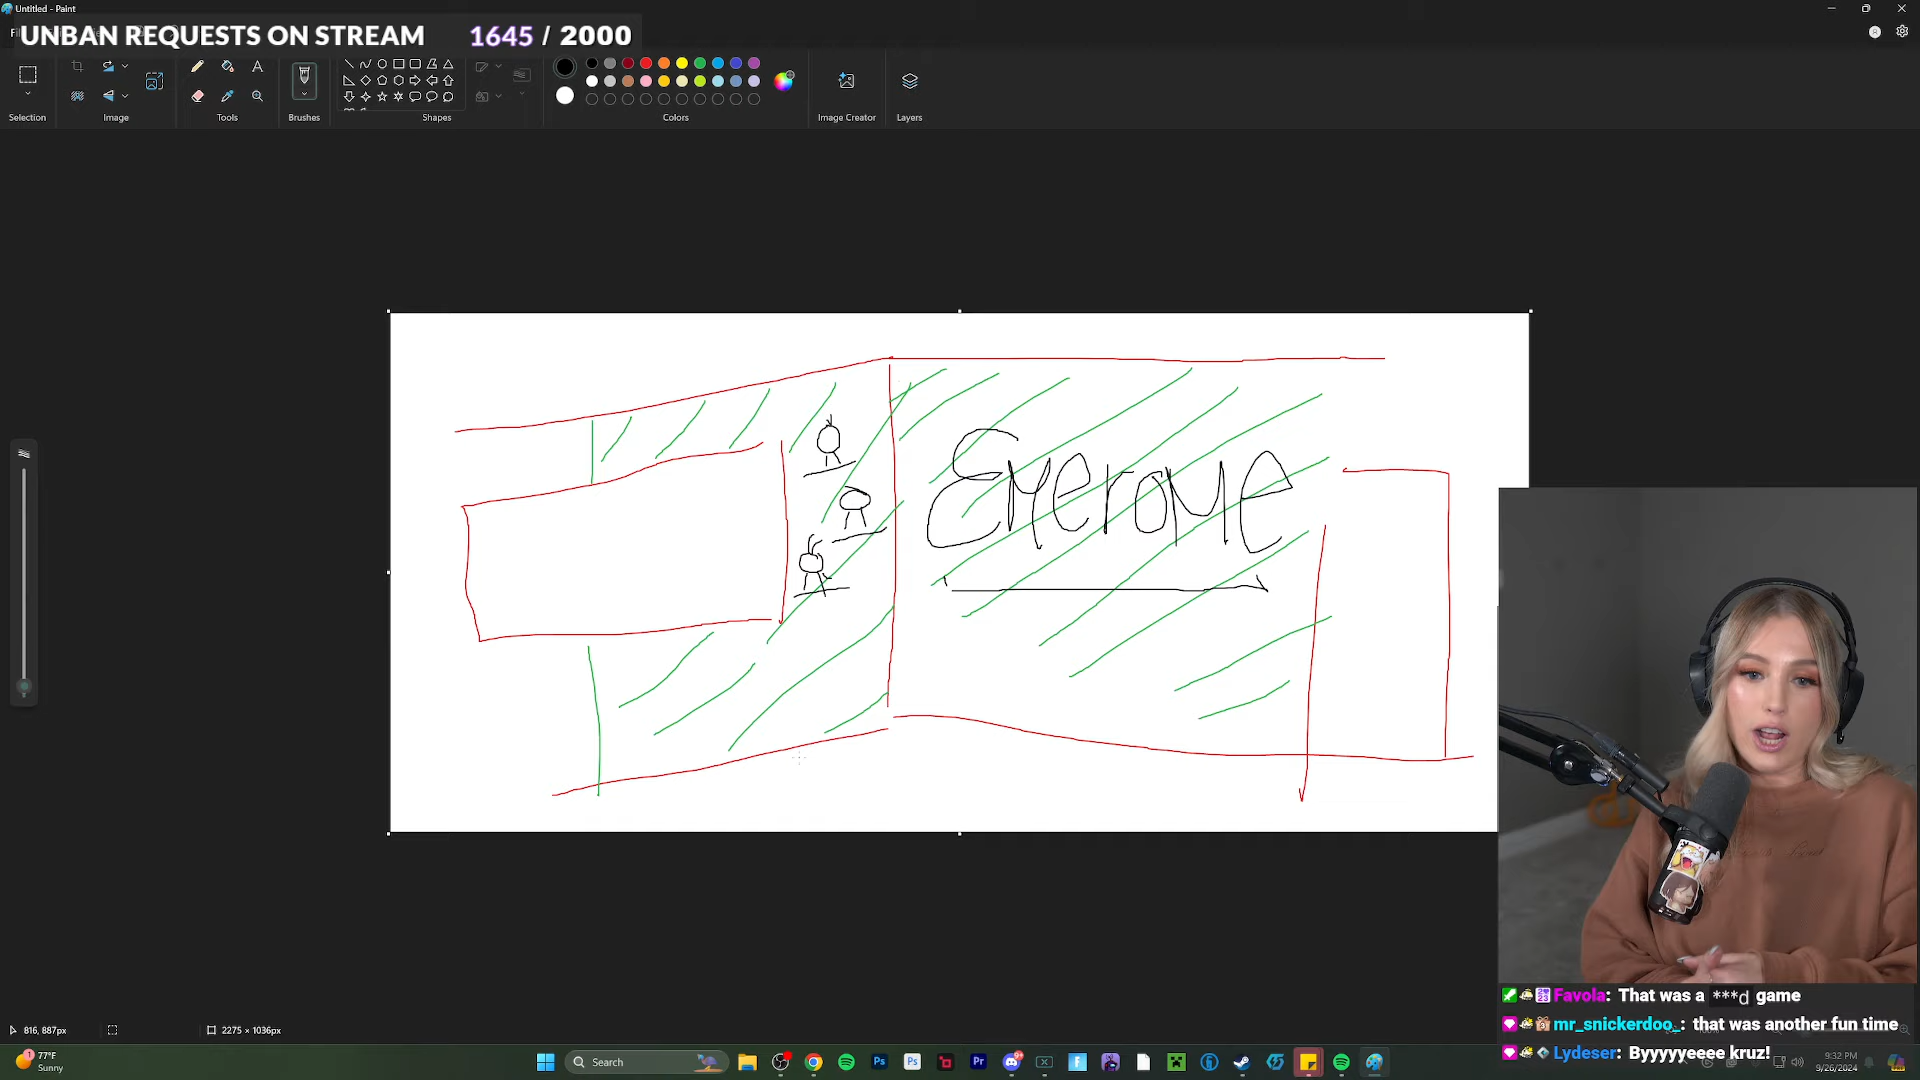 Untitled - Paint
UNBAN REQUESTS ON STREAM 1645 / 2000
Selection
Image
Tools
Brushes
Shapes
Colors
Image Creator
Layers
Favola: That was a ***d game
mr_snickerdoo_: that was another fun time
Lydeser: Byyyyyeeee kruz!
816, 887px
2275 × 1036px
77°F
Sunny
Search
9:32 PM
9/26/2024